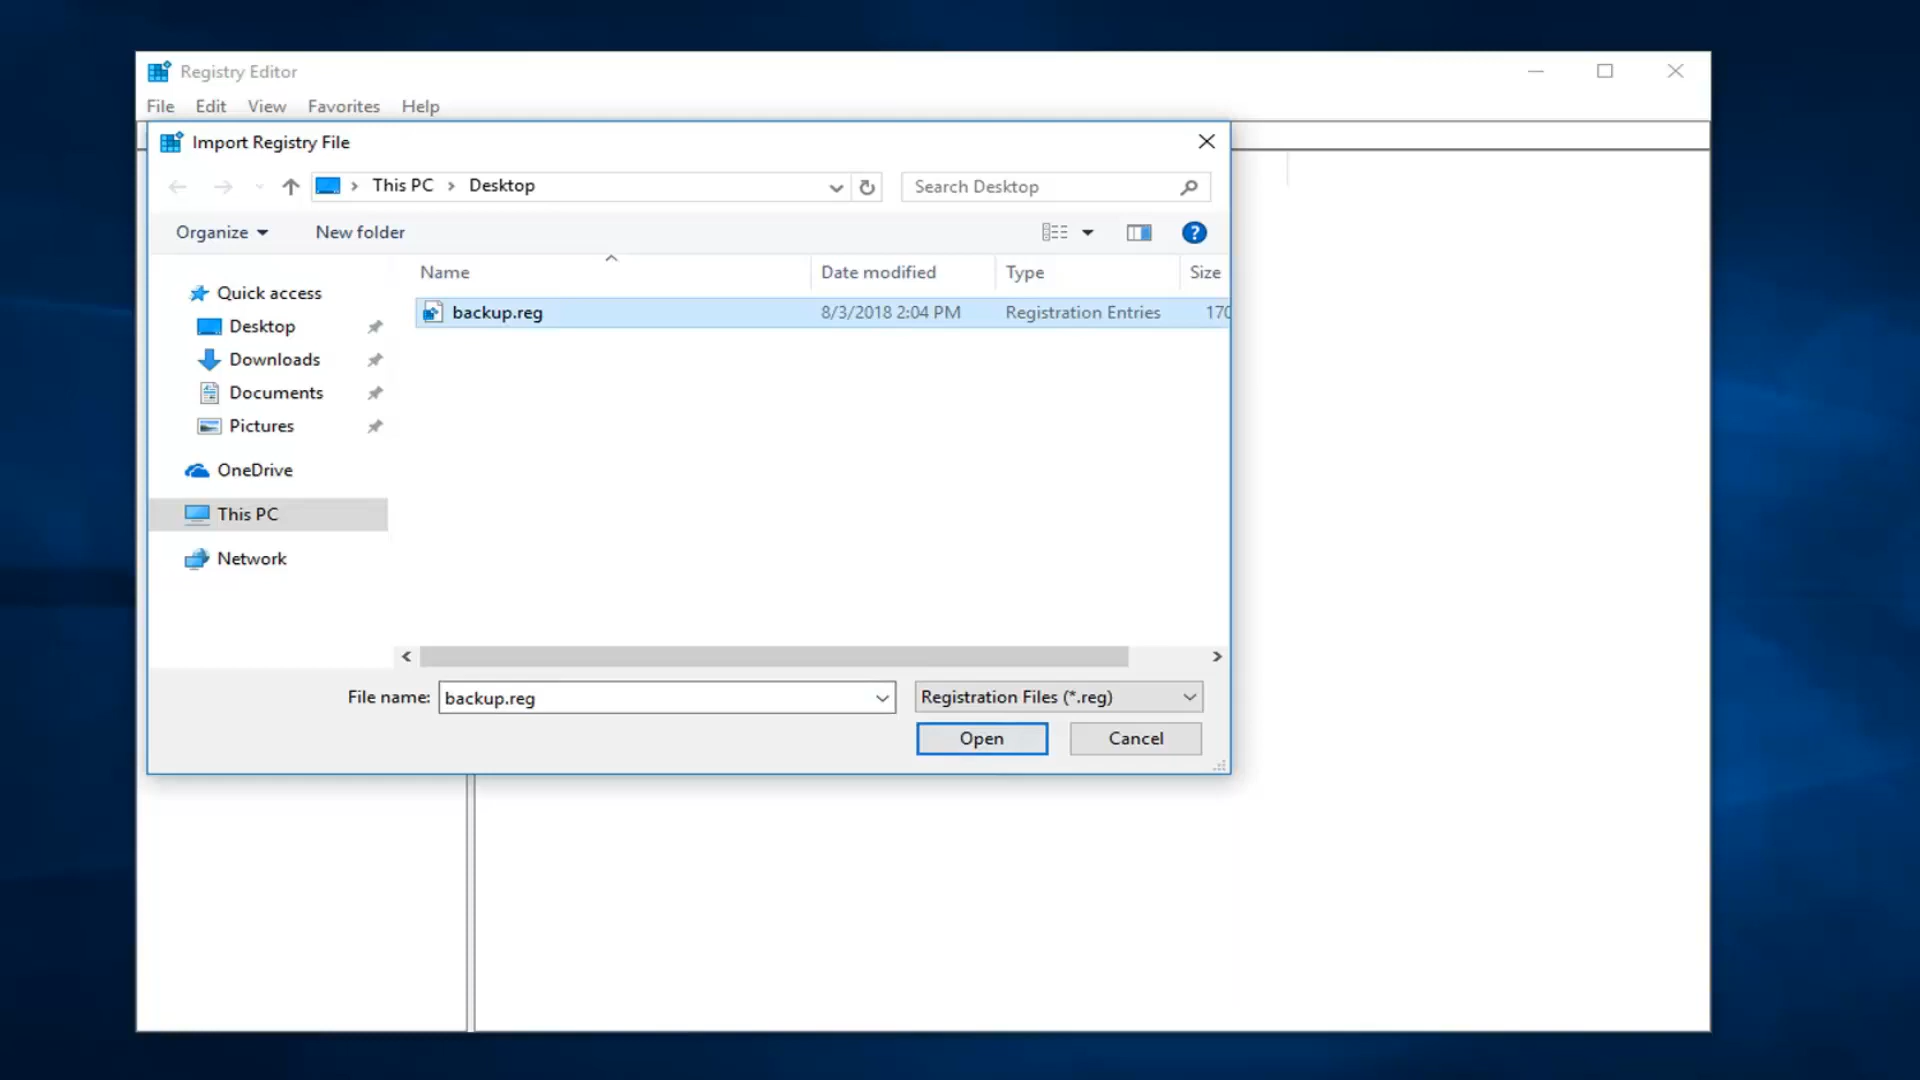 Registry Editor
File Edit View Favorites Help
Import Registry File
This PC > Desktop
Search Desktop
Organize New folder
?
Name Date modified Type Size
Quick access
backup.reg 8/3/2018 2:04 PM Registration Entries 170
Desktop
Downloads
Documents
Pictures
OneDrive
This PC
Network
File name: backup.reg Registration Files (*.reg)
Open Cancel